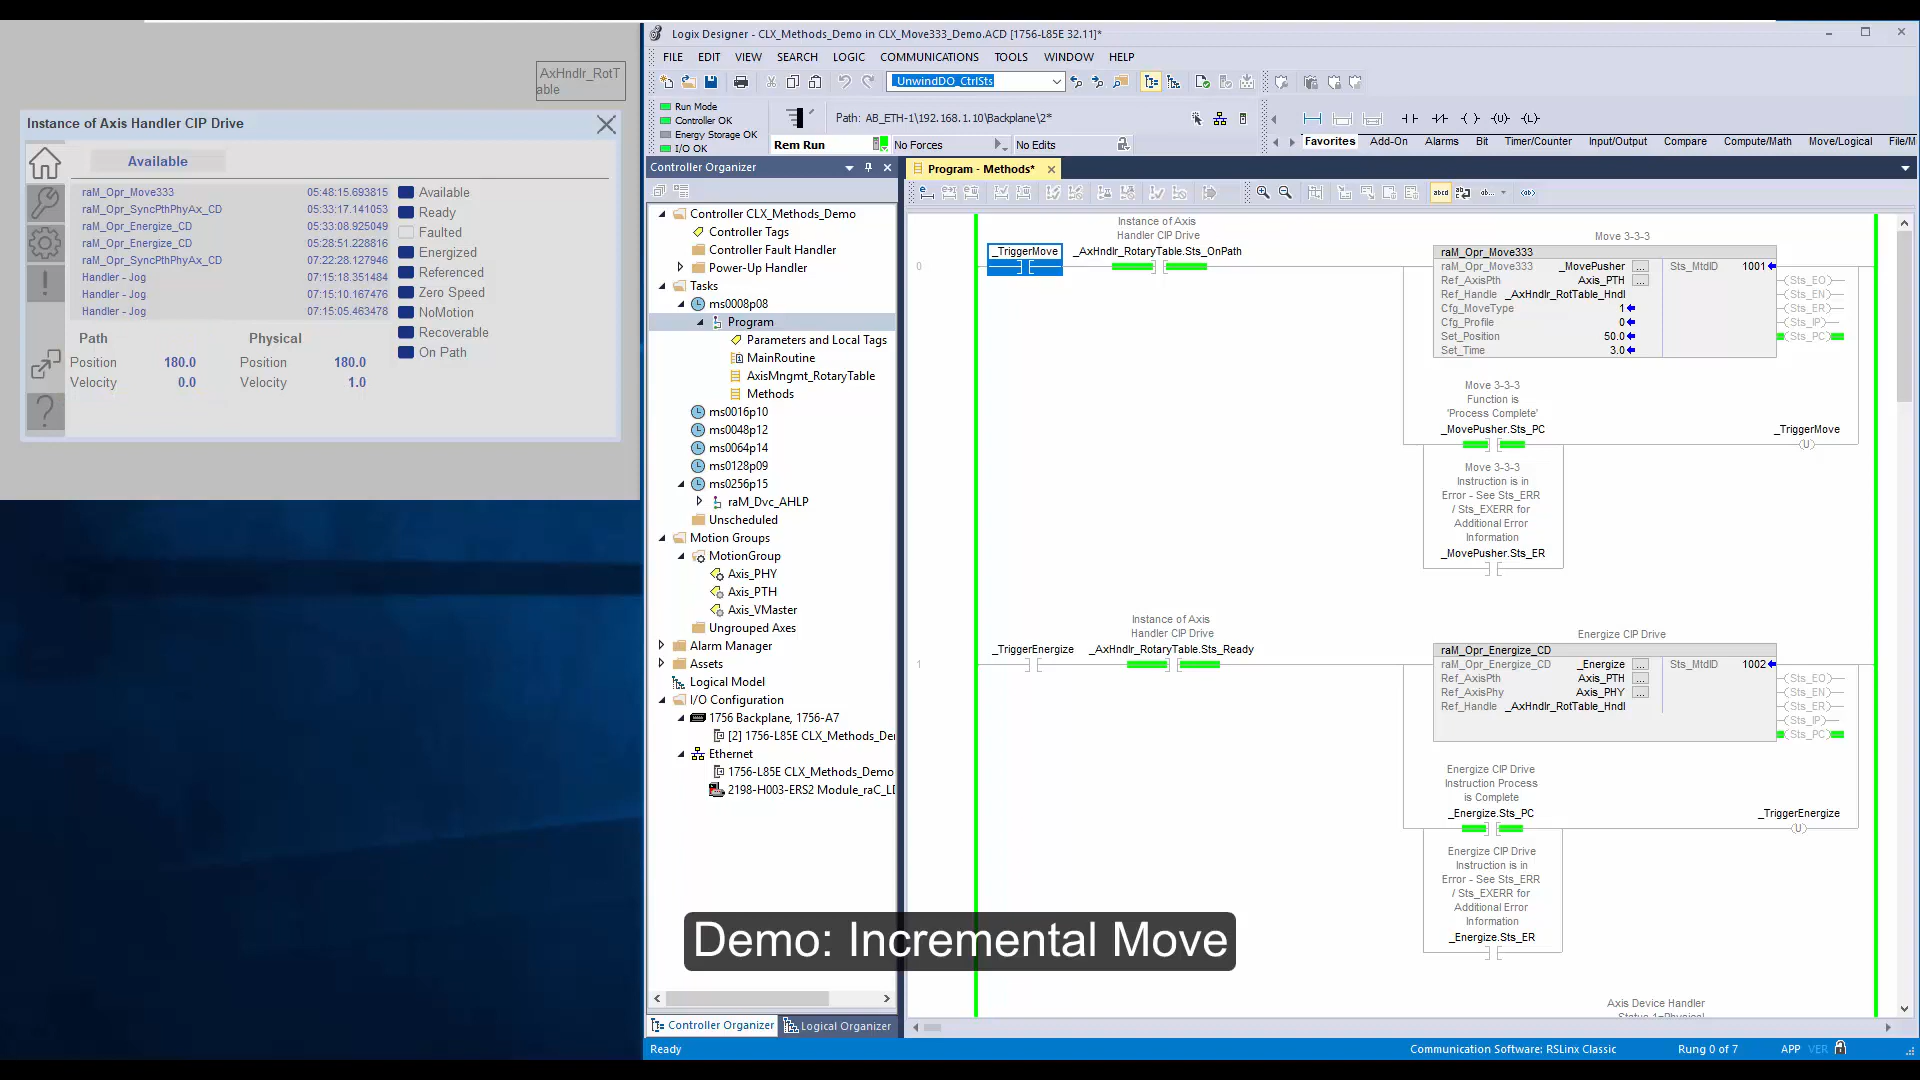 AxHndlr_RotT
able
Instance of Axis Handler CIP Drive
Available
raM_Opr_Move333 05:48:15.693815
raM_Opr_SyncPthPhyAx_CD 05:33:17.141053
raM_Opr_Energize_CD 05:33:08.925049
raM_Opr_Energize_CD 05:28:51.228816
raM_Opr_SyncPthPhyAx_CD 07:22:28.127946
Handler - Jog 07:15:18.351484
Handler - Jog 07:15:10.167476
Handler - Jog 07:15:05.463478
Available
Ready
Faulted
Energized
Referenced
Zero Speed
NoMotion
Recoverable
On Path
Path Physical
Position 180.0 Position 180.0
Velocity 0.0 Velocity 1.0
Logix Designer - CLX_Methods_Demo in CLX_Move333_Demo.ACD [1756-L85E 32.11]*
FILE EDIT VIEW SEARCH LOGIC COMMUNICATIONS TOOLS WINDOW HELP
_UnwindDO_CtrlSts
Run Mode
Controller OK
Energy Storage OK
I/O OK
Path: AB_ETH-1\192.168.1.10\Backplane\2*
Rem Run No Forces No Edits
Favorites Add-On Alarms Bit Timer/Counter Input/Output Compare Compute/Math Move/Logical File/M
Controller Organizer
Controller CLX_Methods_Demo
Controller Tags
Controller Fault Handler
Power-Up Handler
Tasks
ms0008p08
Program
Parameters and Local Tags
MainRoutine
AxisMngmt_RotaryTable
Methods
ms0016p10
ms0048p12
ms0064p14
ms0128p09
ms0256p15
raM_Dvc_AHLP
Unscheduled
Motion Groups
MotionGroup
Axis_PHY
Axis_PTH
Axis_VMaster
Ungrouped Axes
Alarm Manager
Assets
Logical Model
I/O Configuration
1756 Backplane, 1756-A7
[2] 1756-L85E CLX_Methods_De
Ethernet
1756-L85E CLX_Methods_Demo
2198-H003-ERS2 Module_raC_L
Controller Organizer Logical Organizer
Program - Methods*
0
_TriggerMove
Instance of Axis
Handler CIP Drive
_AxHndlr_RotaryTable.Sts_OnPath
Move 3-3-3
raM_Opr_Move333
raM_Opr_Move333 _MovePusher ...
Ref_AxisPth Axis_PTH ...
Ref_Handle _AxHndlr_RotTable_Hndl
Cfg_MoveType 1
Cfg_Profile 0
Set_Position 50.0
Set_Time 3.0
Sts_MtdID 1001
Sts_EO
Sts_EN
Sts_ER
Sts_IP
Sts_PC
Move 3-3-3
Function is
'Process Complete'
_MovePusher.Sts_PC
_TriggerMove
U
Move 3-3-3
Instruction is in
Error - See Sts_ERR
/ Sts_EXERR for
Additional Error
Information
_MovePusher.Sts_ER
1
_TriggerEnergize
Instance of Axis
Handler CIP Drive
_AxHndlr_RotaryTable.Sts_Ready
Energize CIP Drive
raM_Opr_Energize_CD
raM_Opr_Energize_CD _Energize ...
Ref_AxisPth Axis_PTH ...
Ref_AxisPhy Axis_PHY ...
Ref_Handle _AxHndlr_RotTable_Hndl
Sts_MtdID 1002
Sts_EO
Sts_EN
Sts_ER
Sts_IP
Sts_PC
Energize CIP Drive
Instruction Process
is Complete
_Energize.Sts_PC
_TriggerEnergize
U
Energize CIP Drive
Instruction is in
Error - See Sts_ERR
/ Sts_EXERR for
Additional Error
Information
_Energize.Sts_ER
Axis Device Handler
Demo: Incremental Move
Ready
Communication Software: RSLinx Classic
Rung 0 of 7
APP VER